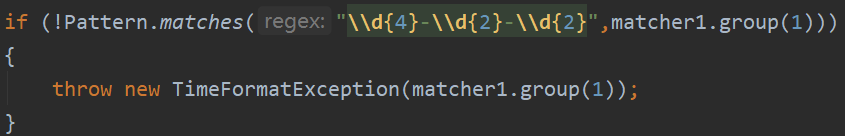 if (!Pattern.matches( regex: "\\d{4}-\\d{2}-\\d{2}",matcher1.group(1)))
{
    throw new TimeFormatException(matcher1.group(1));
}